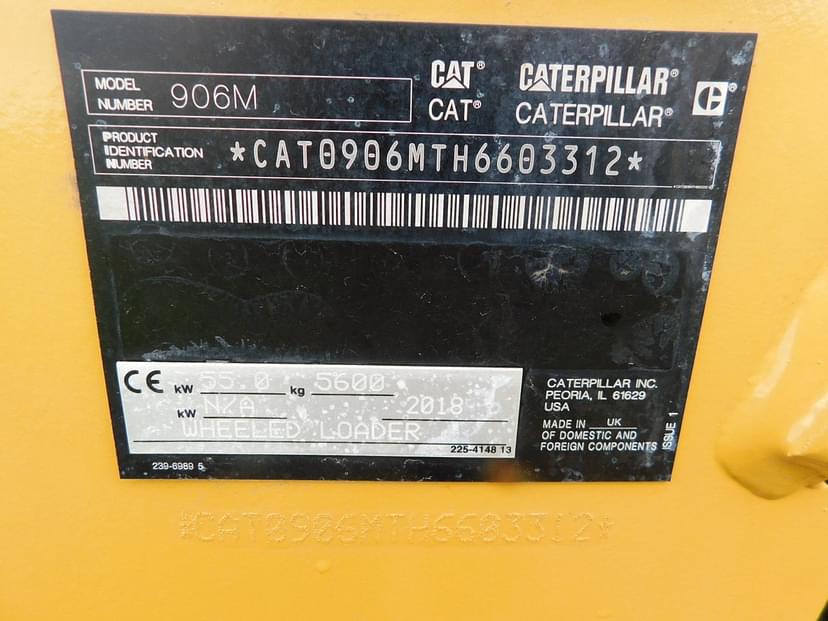 MODEL NUMBER 906M
CAT® CATERPILLAR® C®
CAT® CATERPILLAR®
PRODUCT IDENTIFICATION NUMBER *CAT0906MTH6603312*
CE kW 55.0 kg 5600
kW N/A 2018
WHEELED LOADER
225-4148 13
239-6989 5
CATERPILLAR INC.
PEORIA, IL 61629
USA
MADE IN UK
OF DOMESTIC AND
FOREIGN COMPONENTS
ISSUE 1
*CAT0906MTH6603312*